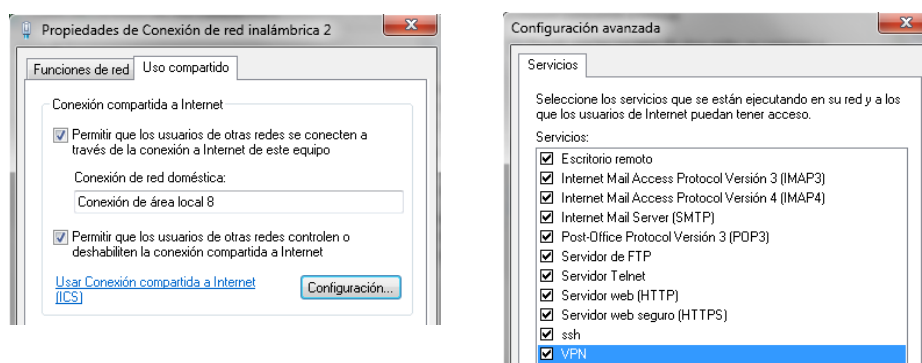 Propiedades de Conexión de red inalámbrica 2
Funciones de red
Uso compartido
Conexión compartida a Internet
Permitir que los usuarios de otras redes se conecten a
través de la conexión a Internet de este equipo
Conexión de red doméstica:
Conexión de área local 8
Permitir que los usuarios de otras redes controlen o
deshabiliten la conexión compartida a Internet
Usar Conexión compartida a Internet
(ICS)
Configuración...
Configuración avanzada
Servicios
Seleccione los servicios que se están ejecutando en su red y a los
que los usuarios de Internet puedan tener acceso.
Servicios:
Escritorio remoto
Internet Mail Access Protocol Versión 3 (IMAP3)
Internet Mail Access Protocol Versión 4 (IMAP4)
Internet Mail Server (SMTP)
Post-Office Protocol Versión 3 (POP3)
Servidor de FTP
Servidor Telnet
Servidor web (HTTP)
Servidor web seguro (HTTPS)
ssh
VPN